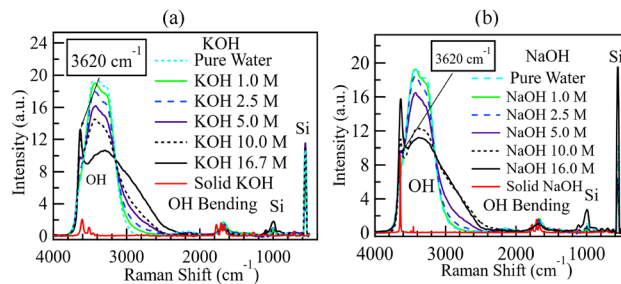 (a)
24
20
16
12
8
4
0
Intensity (a.u.)
3620 cm⁻¹
KOH
Pure Water
KOH 1.0 M
KOH 2.5 M
KOH 5.0 M
KOH 10.0 M
KOH 16.7 M
Solid KOH
OH Bending
OH
Si
Si
4000 3000 2000 1000
Raman Shift (cm⁻¹)
(b)
20
16
12
8
4
0
Intensity (a.u.)
3620 cm⁻¹
NaOH
Pure Water
NaOH 1.0 M
NaOH 2.5 M
NaOH 5.0 M
NaOH 10.0 M
NaOH 16.0 M
Solid NaOH
OH Bending
OH
Si
Si
4000 3000 2000 1000
Raman Shift (cm⁻¹)